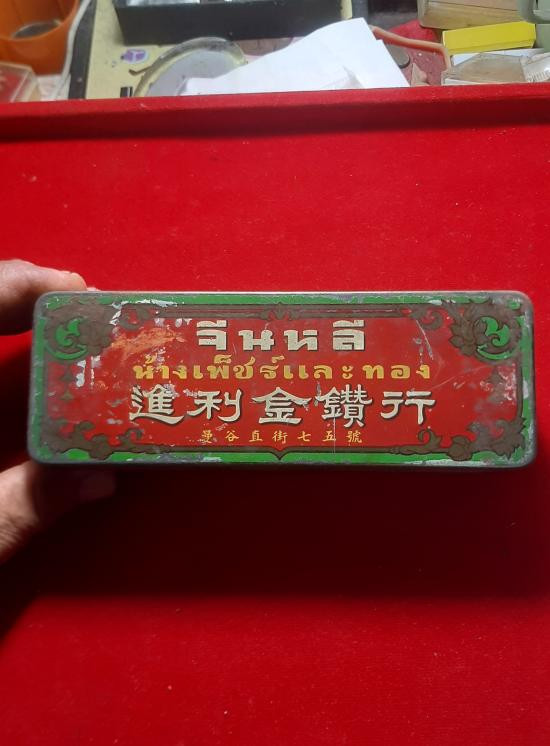 จีนหลี
ห้างเพ็ชร์และทอง
進利金鑽行
曼谷直街七五號